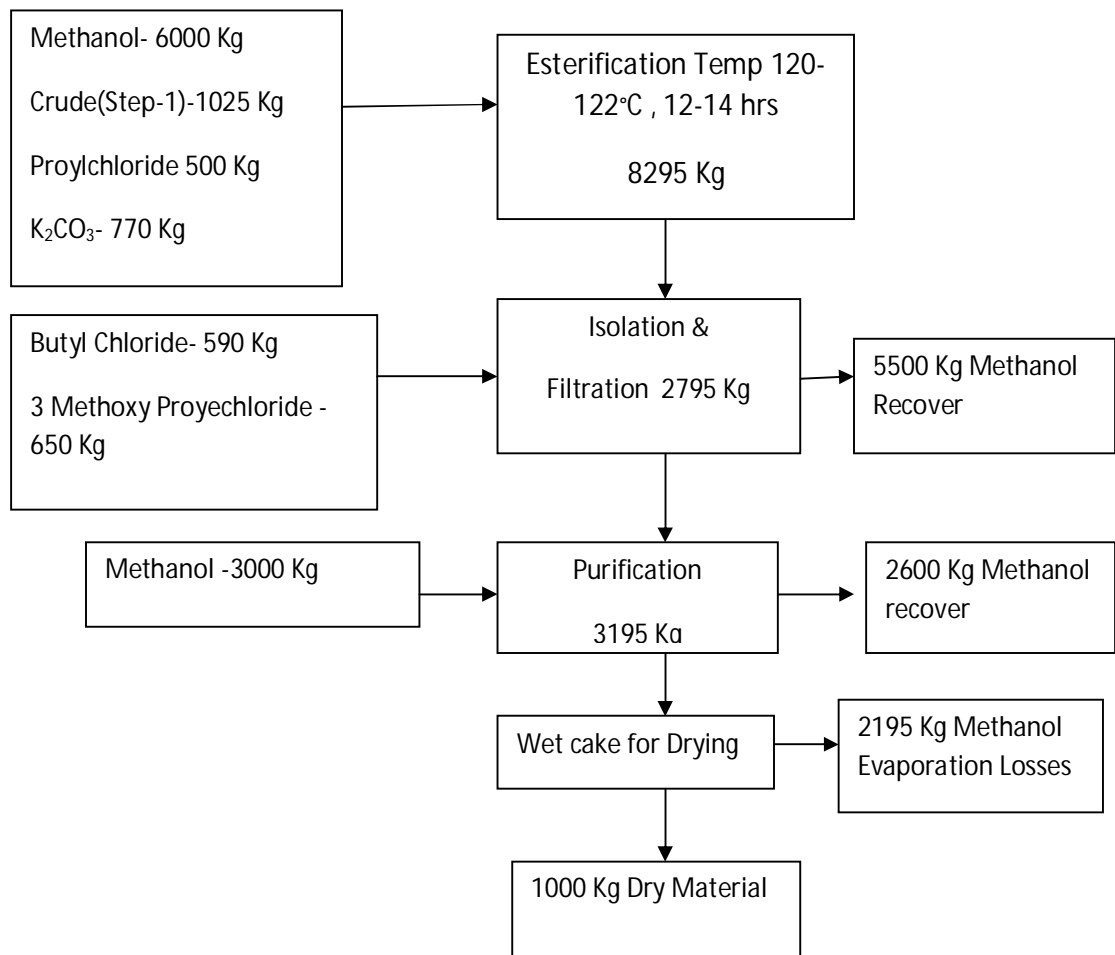 Methanol- 6000 Kg
Crude(Step-1)-1025 Kg
Proylchloride 500 Kg
K₂CO₃- 770 Kg
Esterification Temp 120-
122°C , 12-14 hrs
8295 Kg
Butyl Chloride- 590 Kg
3 Methoxy Proyechloride -
650 Kg
Isolation &
Filtration 2795 Kg
5500 Kg Methanol
Recover
Methanol -3000 Kg
Purification
3195 Kg
2600 Kg Methanol
recover
Wet cake for Drying
2195 Kg Methanol
Evaporation Losses
1000 Kg Dry Material